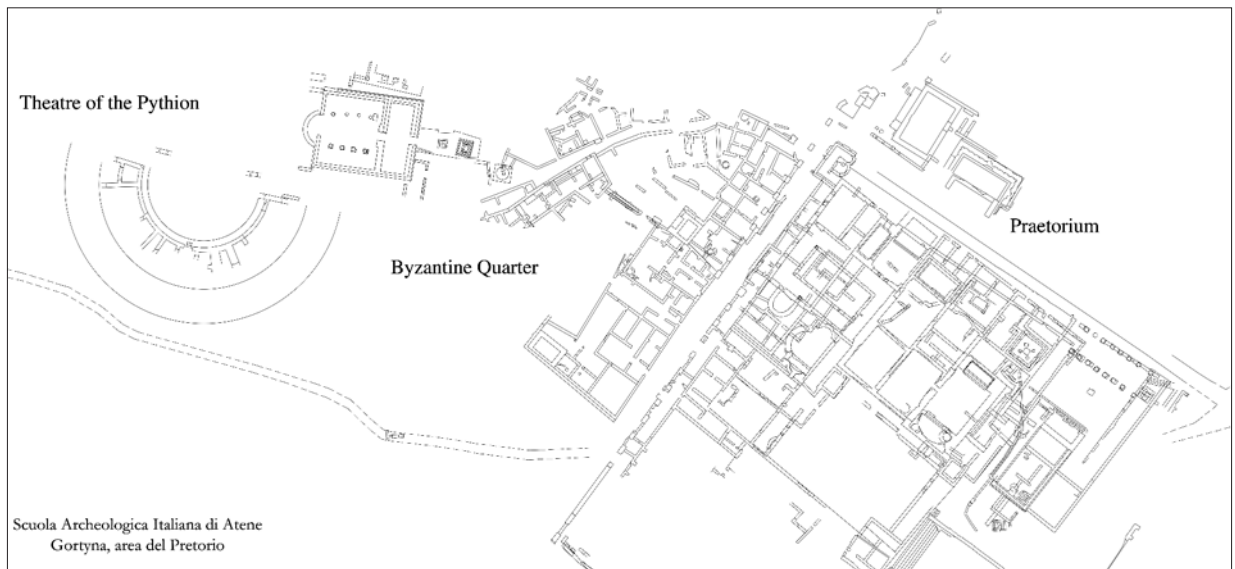 Theatre of the Pythion
Praetorium
Byzantine Quarter
Scuola Archeologica Italiana di Atene
Gortyna, area del Pretorio